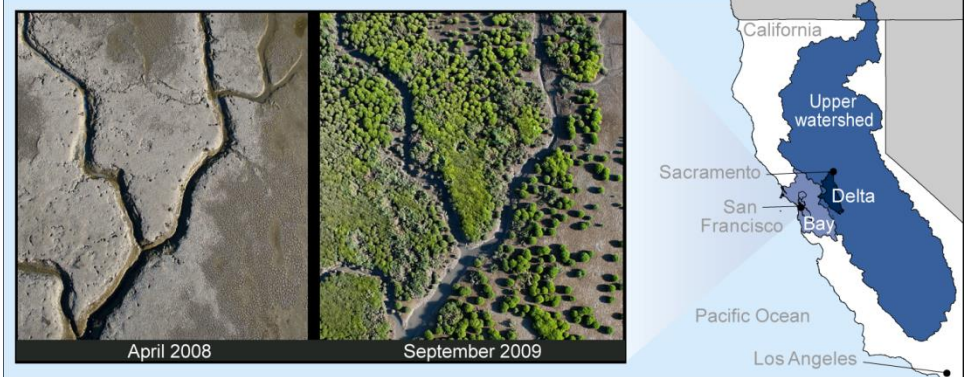 April 2008
September 2009
California
Upper
watershed
Sacramento
Delta
San
Francisco
Bay
Pacific Ocean
Los Angeles